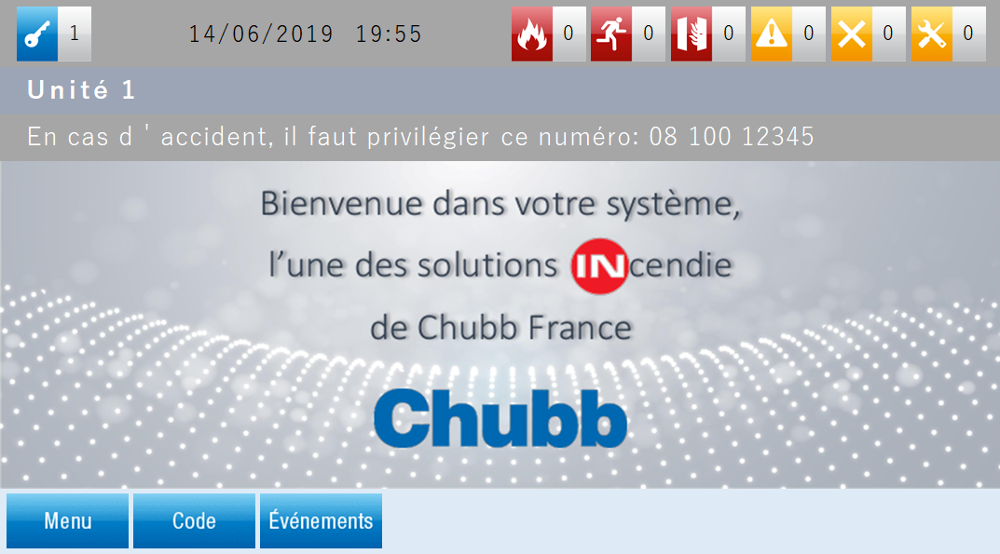 1 14/06/2019 19:55 0 0 0 0 0 0
Unité 1
En cas d ' accident, il faut privilégier ce numéro: 08 100 12345
Bienvenue dans votre système,
l’une des solutions INcendie
de Chubb France
Chubb
Menu Code Événements